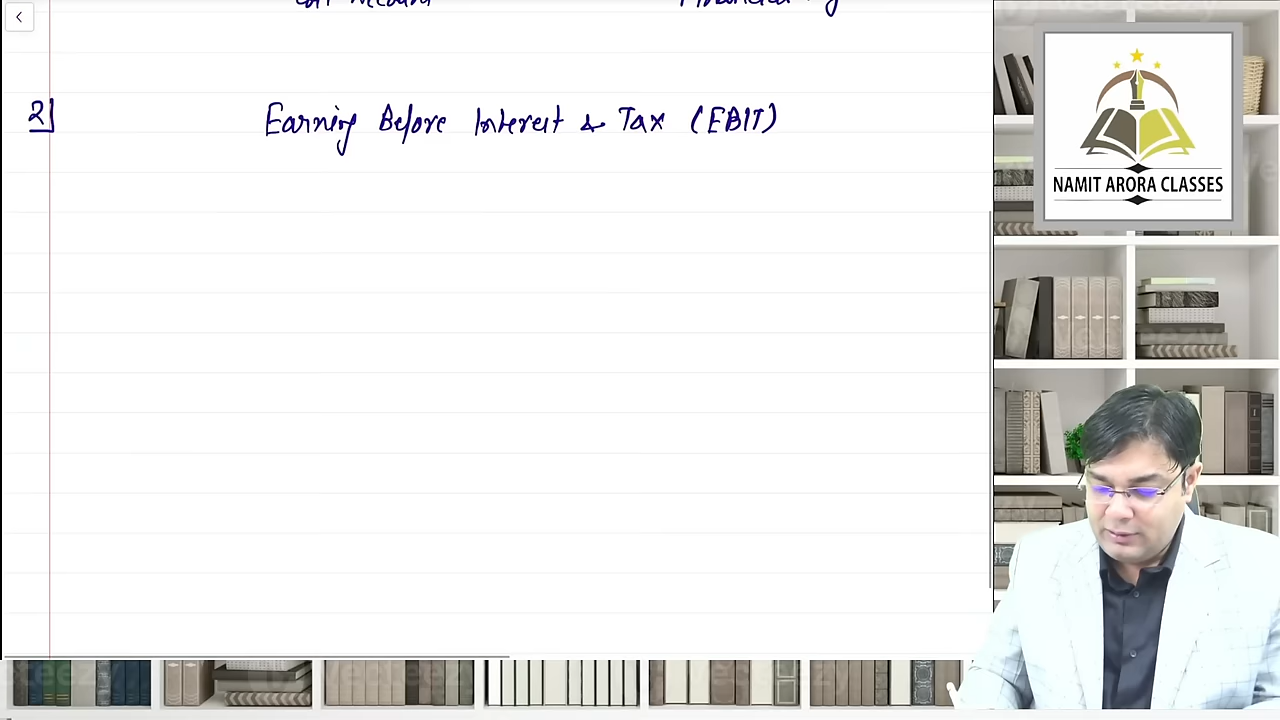 2
Earning Before Interest & Tax (EBIT)
NAMIT ARORA CLASSES